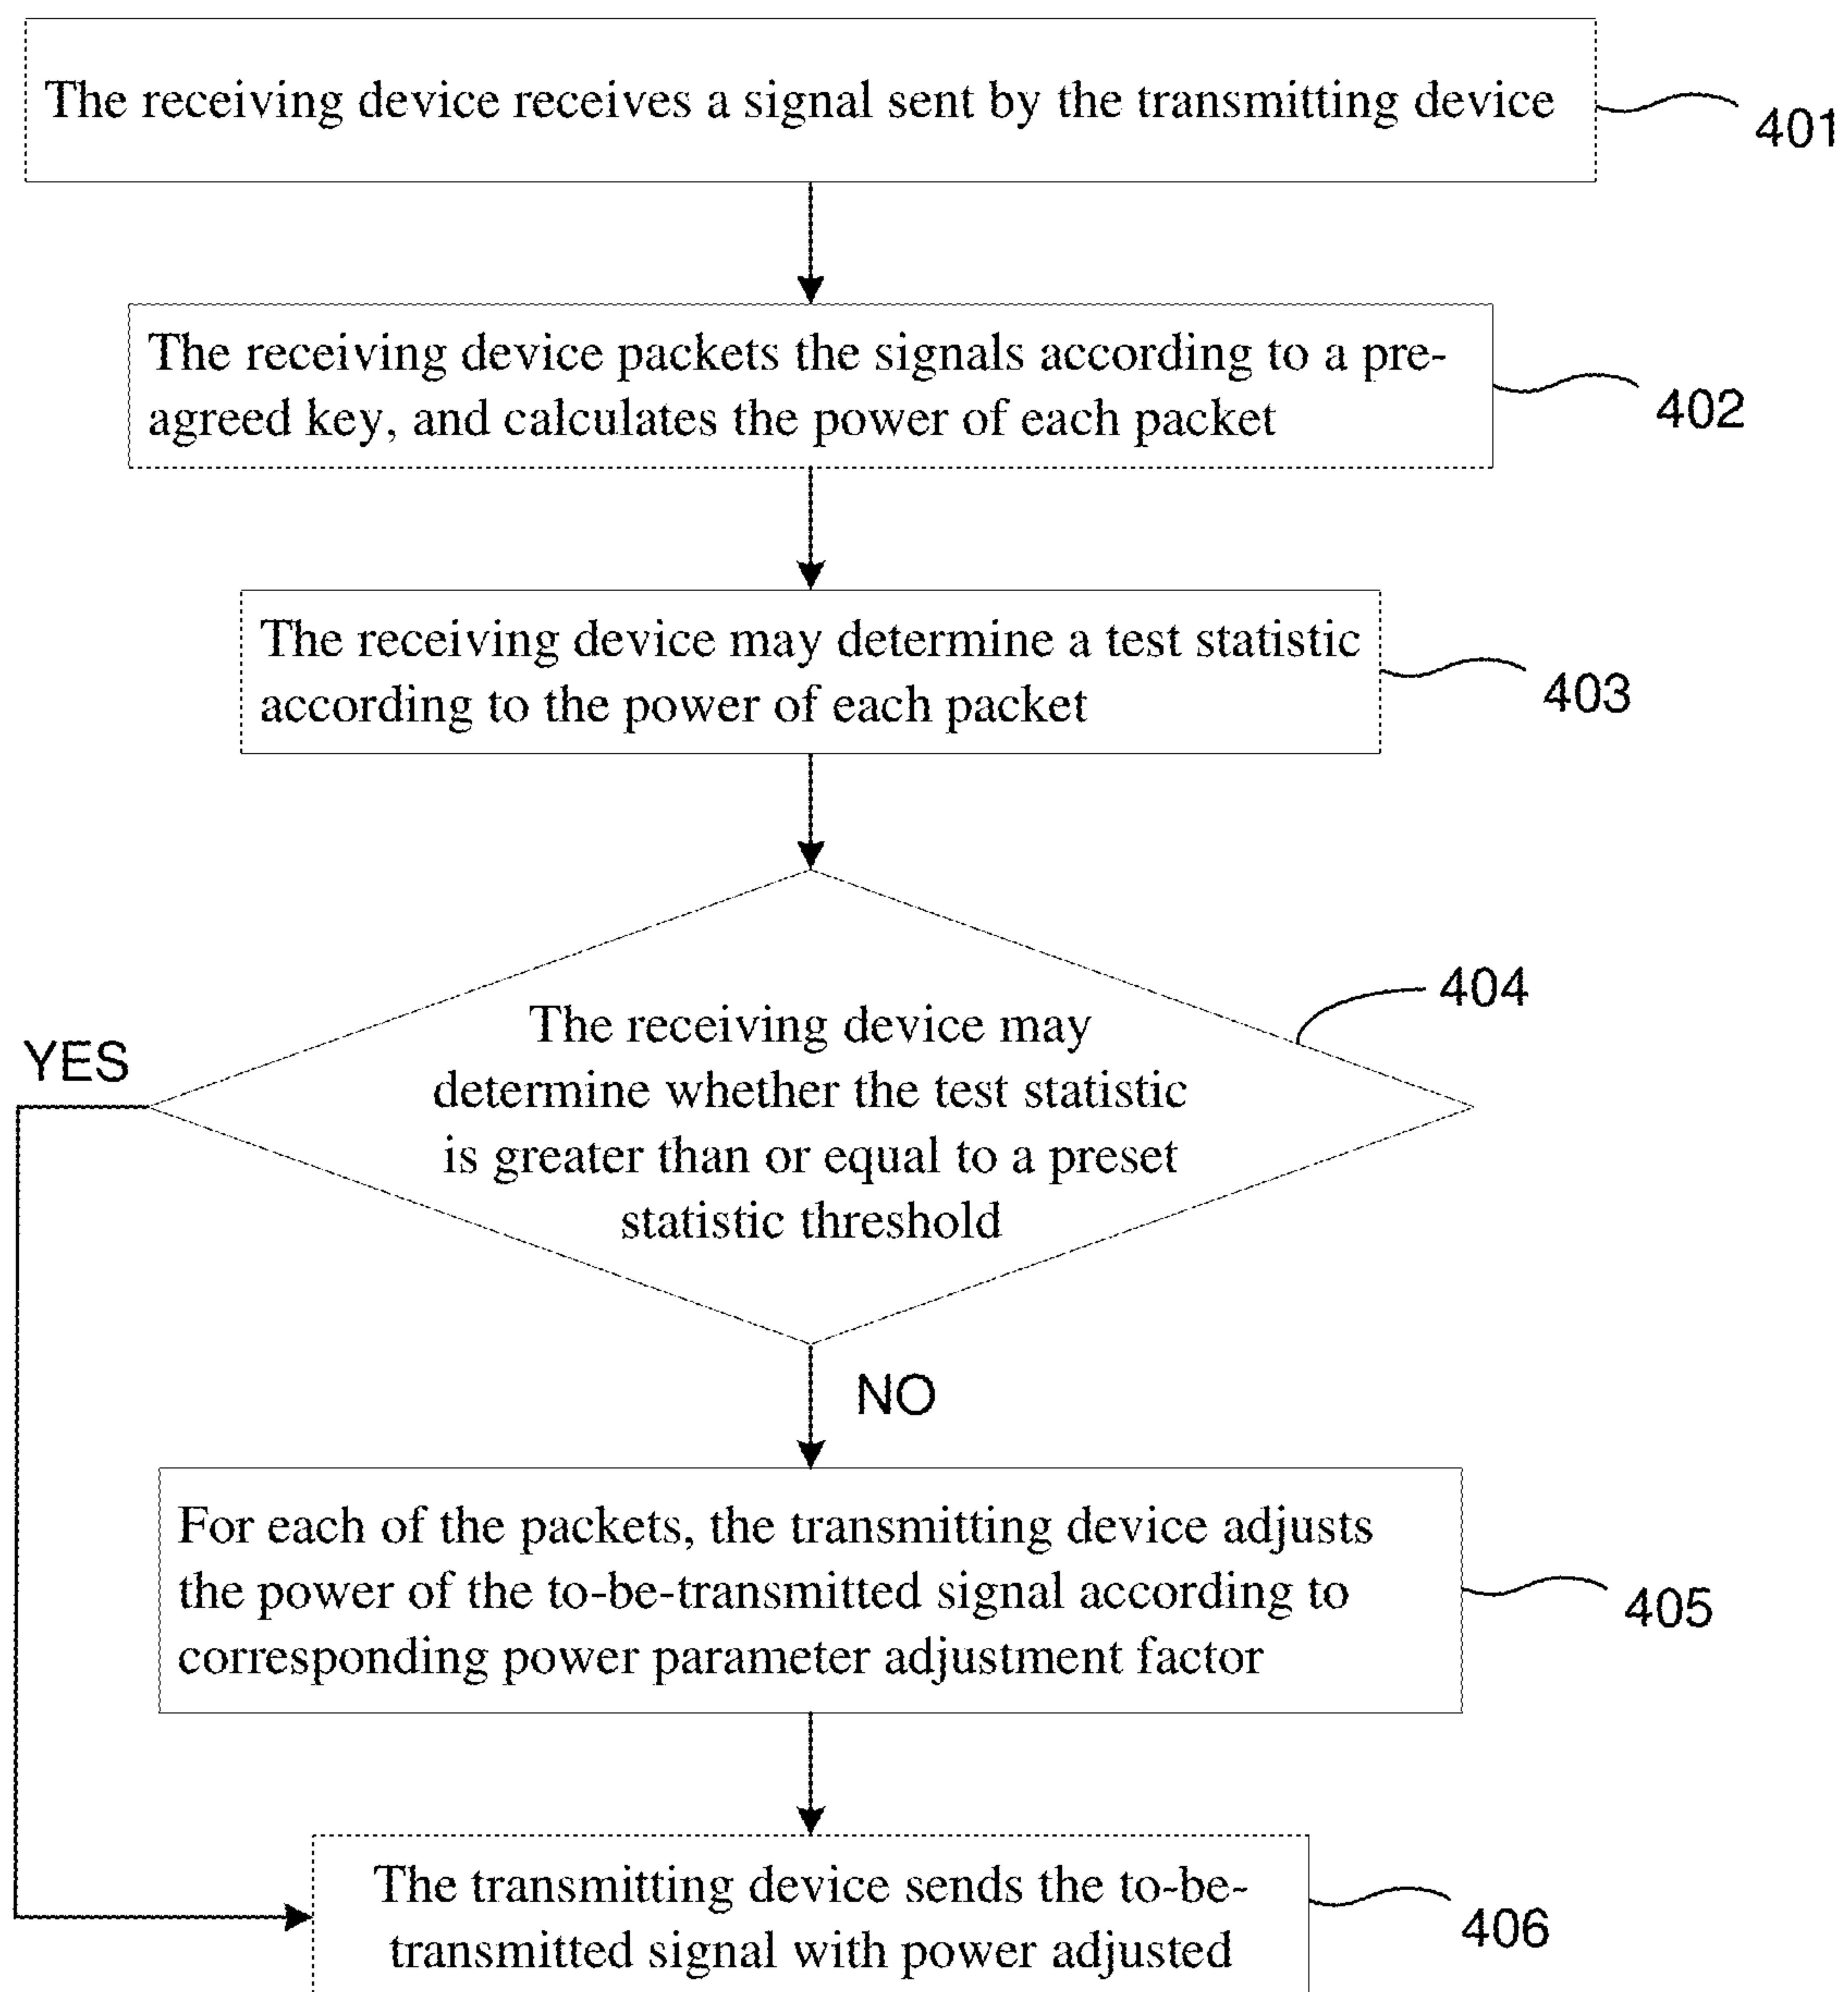 The receiving device receives a signal sent by the transmitting device
401
The receiving device packets the signals according to a pre-
agreed key, and calculates the power of each packet
402
The receiving device may determine a test statistic
according to the power of each packet
403
404
The receiving device may
determine whether the test statistic
is greater than or equal to a preset
statistic threshold
YES
NO
For each of the packets, the transmitting device adjusts
the power of the to-be-transmitted signal according to
corresponding power parameter adjustment factor
405
The transmitting device sends the to-be-
transmitted signal with power adjusted
406